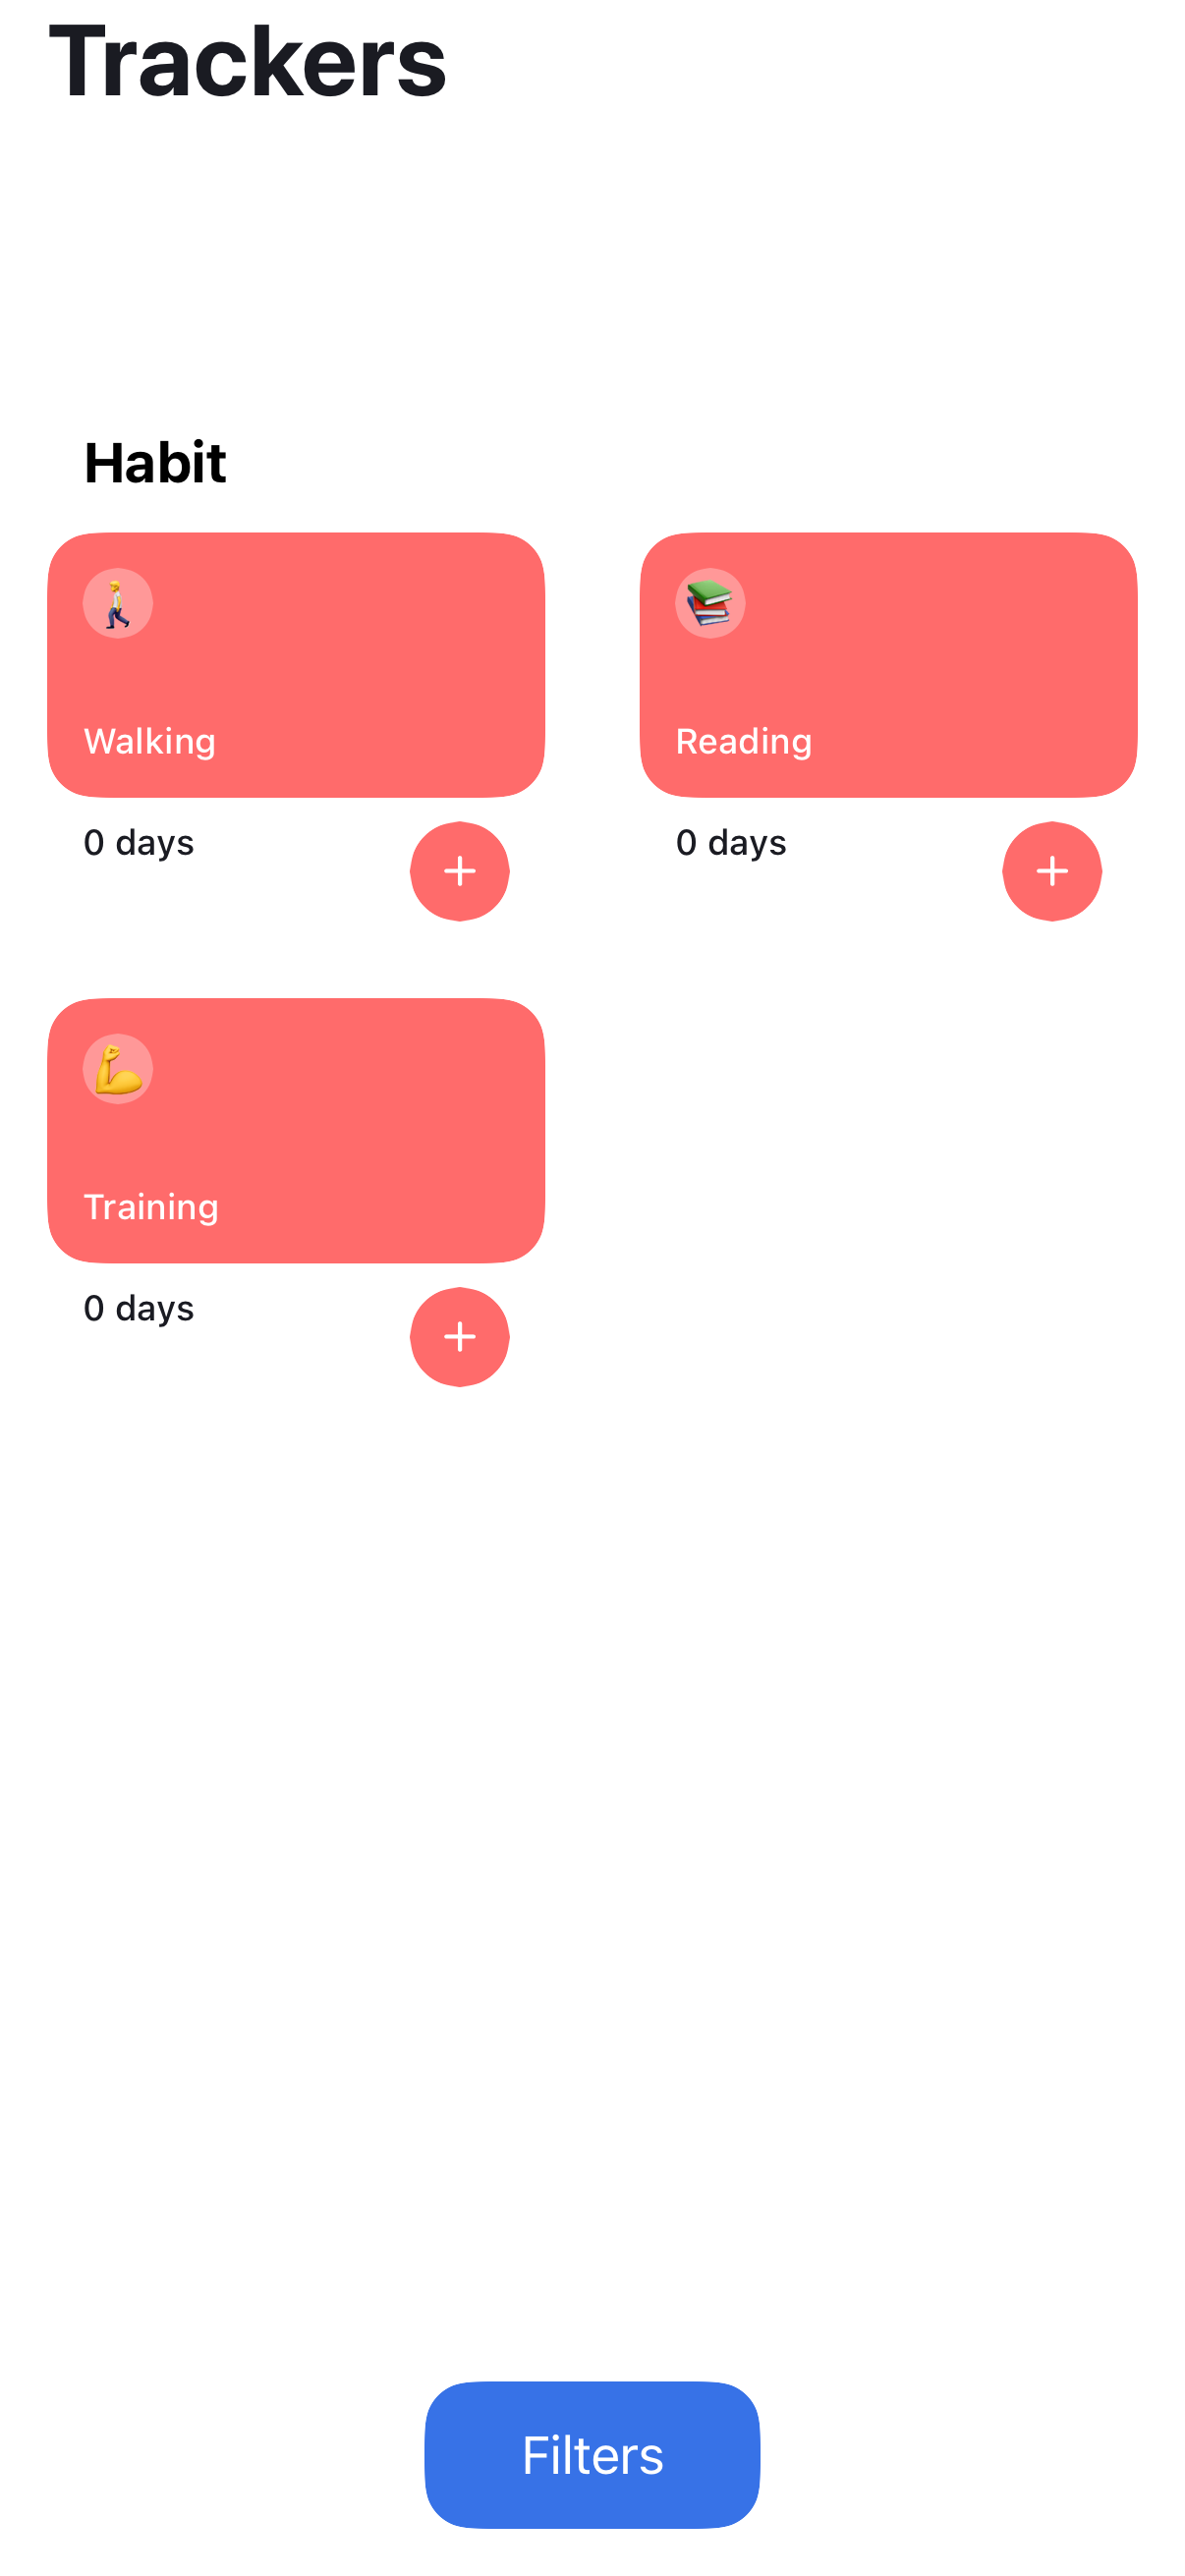 Trackers
Habit
Walking
Reading
0 days
+
0 days
+
Training
0 days
+
Filters